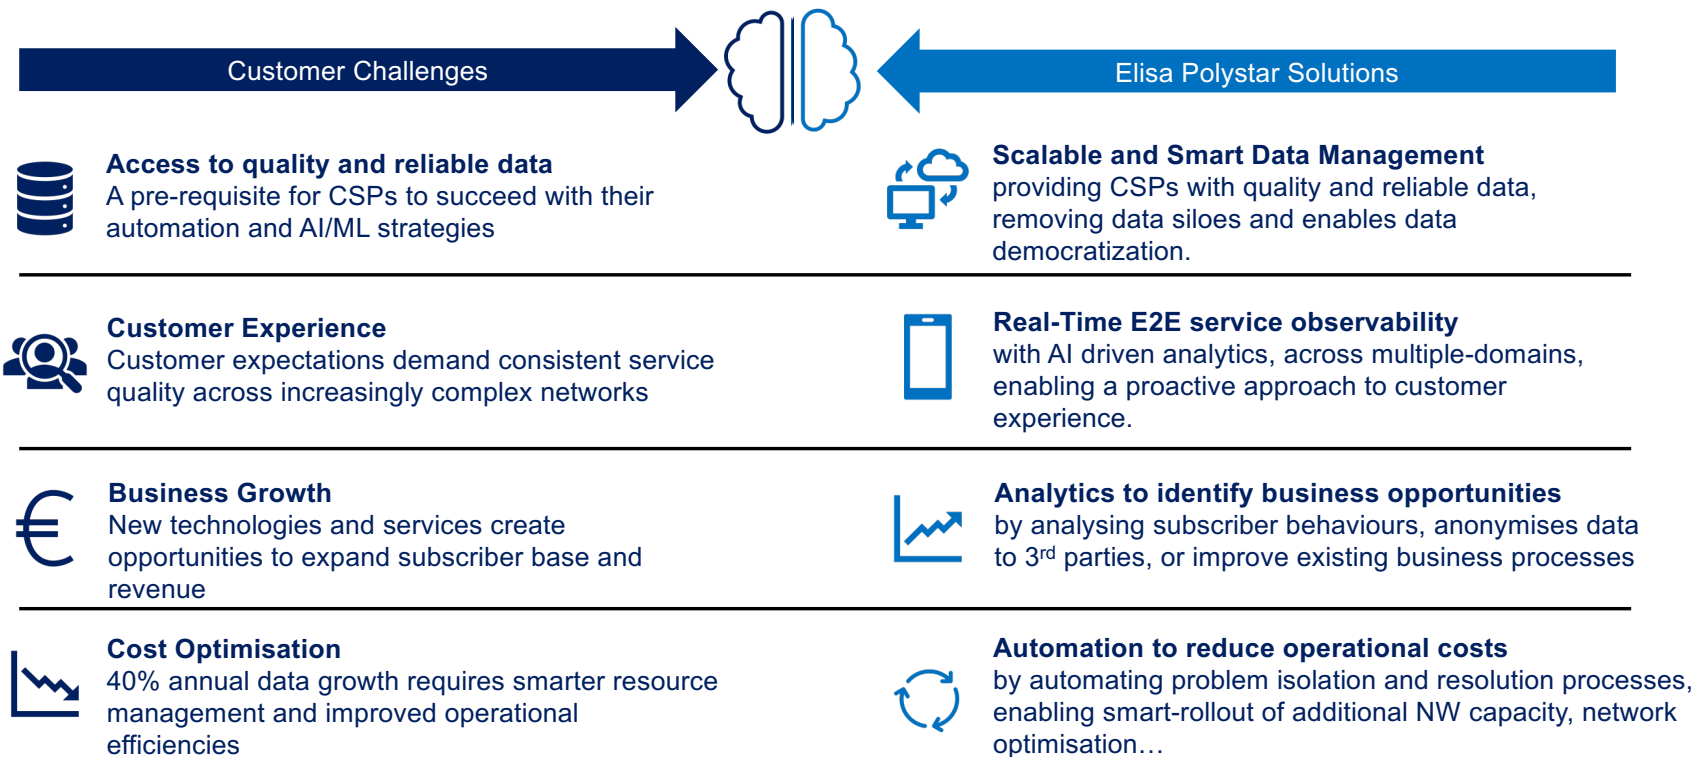 Customer Challenges
Elisa Polystar Solutions
Access to quality and reliable data
A pre-requisite for CSPs to succeed with their
automation and AI/ML strategies
Scalable and Smart Data Management
providing CSPs with quality and reliable data,
removing data siloes and enables data
democratization.
Customer Experience
Customer expectations demand consistent service
quality across increasingly complex networks
Real-Time E2E service observability
with AI driven analytics, across multiple-domains,
enabling a proactive approach to customer
experience.
Business Growth
New technologies and services create
opportunities to expand subscriber base and
revenue
Analytics to identify business opportunities
by analysing subscriber behaviours, anonymises data
to 3rd parties, or improve existing business processes
Cost Optimisation
40% annual data growth requires smarter resource
management and improved operational
efficiencies
Automation to reduce operational costs
by automating problem isolation and resolution processes,
enabling smart-rollout of additional NW capacity, network
optimisation…